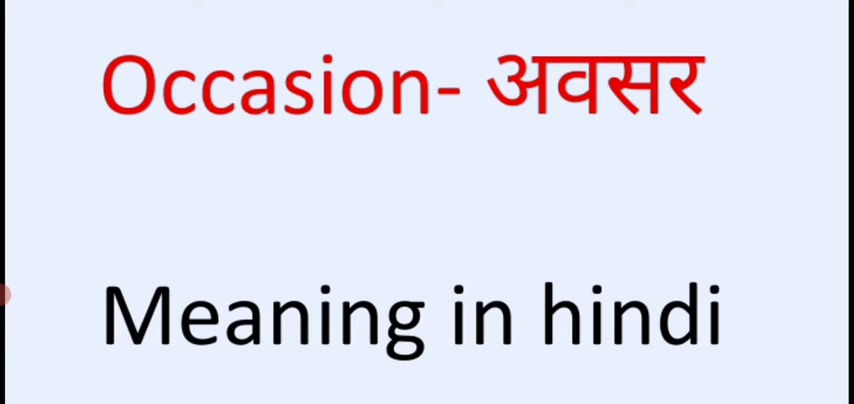 Occasion- अवसर
Meaning in hindi